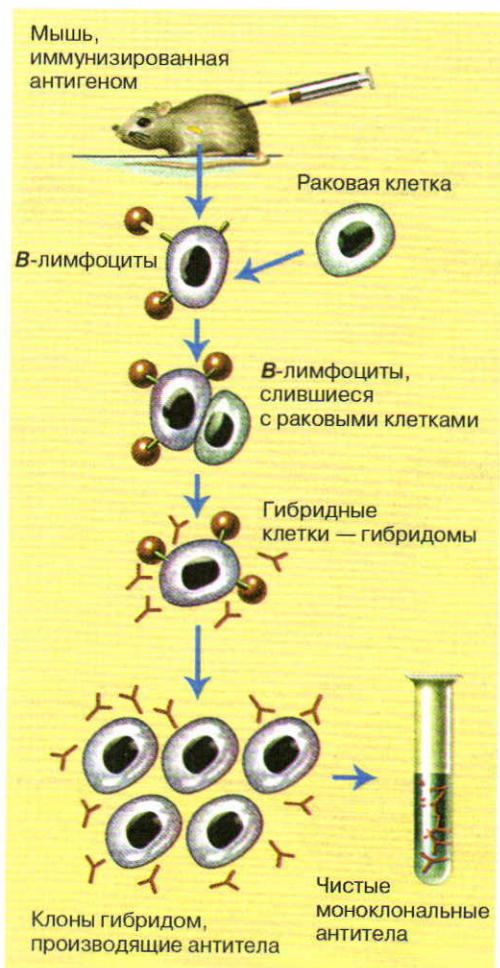 Мышь,
иммунизированная
антигеном
Раковая клетка
В-лимфоциты
В-лимфоциты,
слившиеся
с раковыми клетками
Гибридные
клетки — гибридомы
Клоны гибридом,
производящие антитела
Чистые
моноклональные
антитела